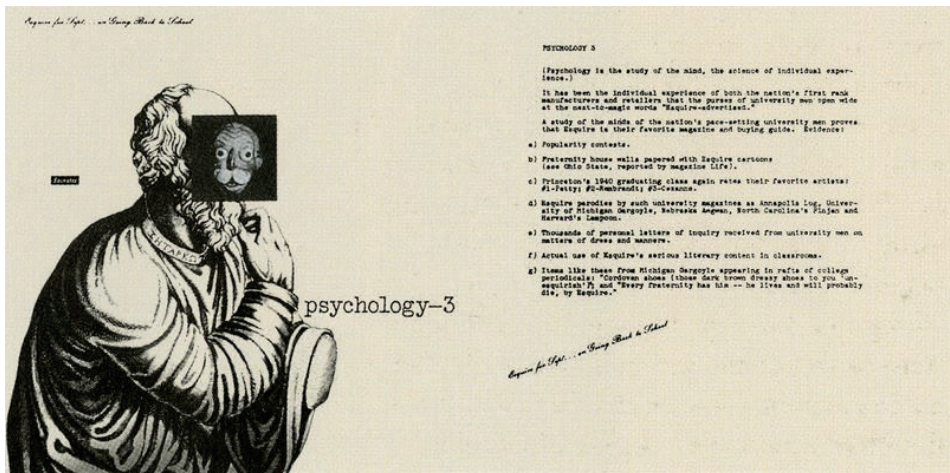 Esquire for Sept... on Going Back to School
Socrates
psychology—3
PSYCHOLOGY 3
(Psychology is the study of the mind, the science of individual exper-
ience.)
It has been the individual experience of both the nation's first rank
manufacturers and retailers that the purses of university men open wide
at the next-to-magic words "Esquire-advertised."
A study of the minds of the nation's pace-setting university men proves
that Esquire is their favorite magazine and buying guide. Evidence:
a) Popularity contests.
b) Fraternity house walls papered with Esquire cartoons
(see Ohio State, reported by magazine Life).
c) Princeton's 1940 graduating class again rates their favorite artists:
#1-Petty; #2-Rembrandt; #3-Cezanne.
d) Esquire parodies by such university magazines as Annapolis Log, Univer-
sity of Michigan Gargoyle, Nebraska Awgwan, North Carolina's Finjan and
Harvard's Lampoon.
e) Thousands of personal letters of inquiry received from university men on
matters of dress and manners.
f) Actual use of Esquire's serious literary content in classrooms.
g) Items like these from Michigan Gargoyle appearing in rafts of college
periodicals: "Cordovan shoes (those dark brown dressy shoes to you 'un-
esquirish')"; and "Every fraternity has him -- he lives and will probably
die, by Esquire."
Esquire for Sept... on Going Back to School